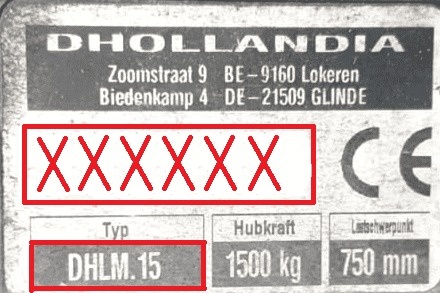 DHOLLANDIA
Zoomstraat 9 BE-9160 Lokeren
Biedenkamp 4 DE-21509 GLINDE
XXXXXX
CE
Typ Hubkraft Lastschwerpunkt
DHLM.15 1500 kg 750 mm